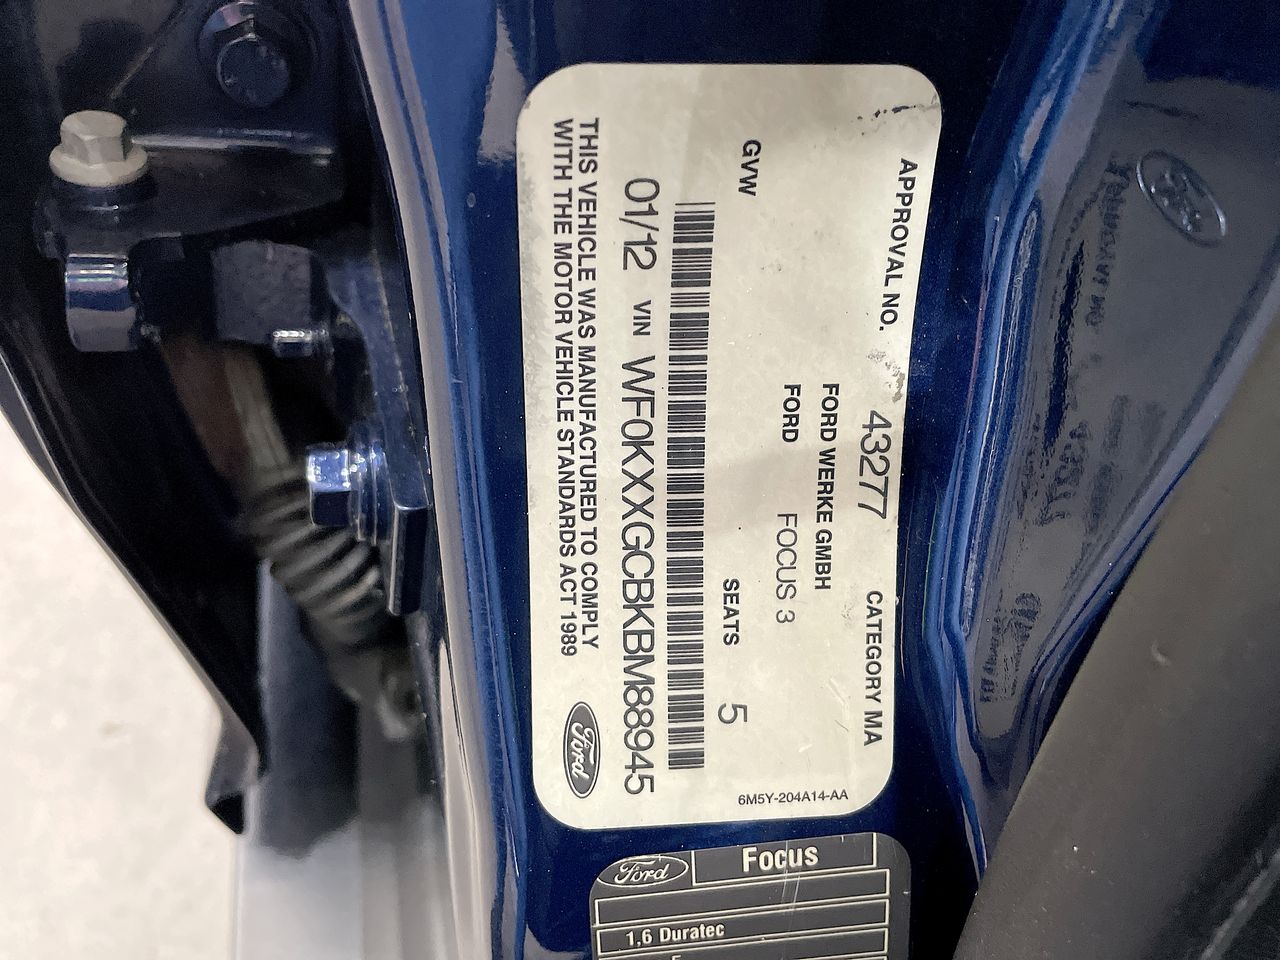 APPROVAL NO. 43277 CATEGORY MA
FORD WERKE GMBH
FORD FOCUS 3
GVW SEATS 5
01/12 VIN WF0KXXGCBKBM88945
THIS VEHICLE WAS MANUFACTURED TO COMPLY
WITH THE MOTOR VEHICLE STANDARDS ACT 1989
Ford
6M5Y-204A14-AA
Ford Focus
1,6 Duratec
Ford